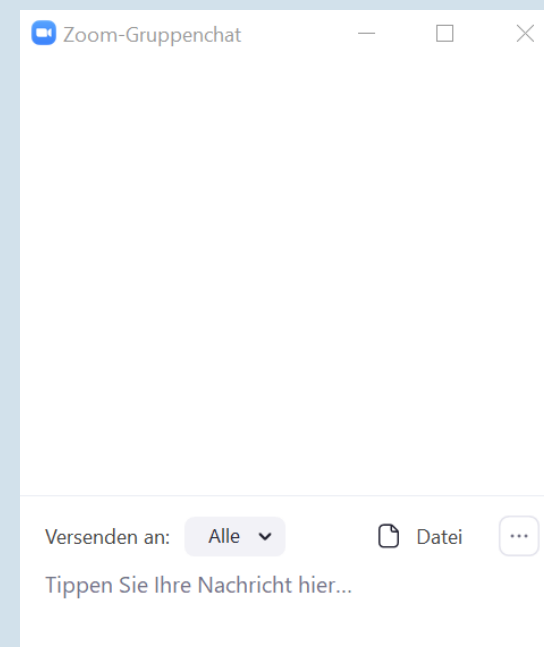 Zoom-Gruppenchat
Versenden an: Alle Datei
Tippen Sie Ihre Nachricht hier...